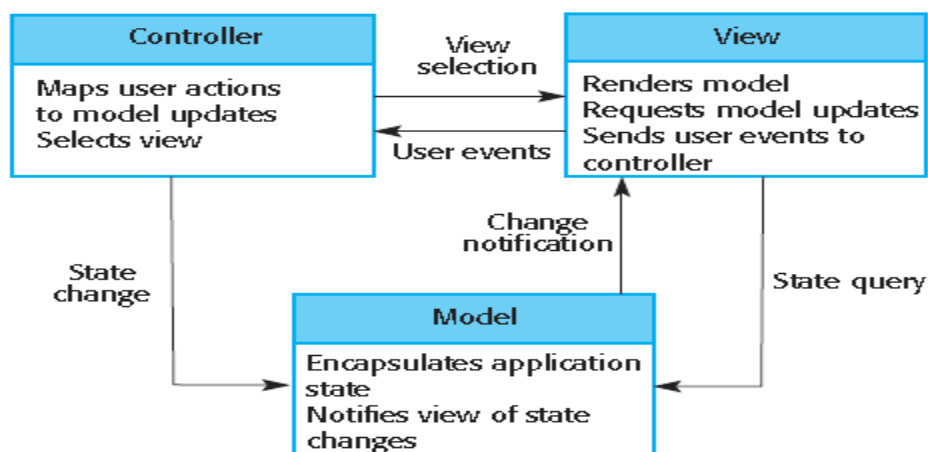 Controller
Maps user actions
to model updates
Selects view
View
selection
User events
View
Renders model
Requests model updates
Sends user events to
controller
State
change
Change
notification
State query
Model
Encapsulates application
state
Notifies view of state
changes